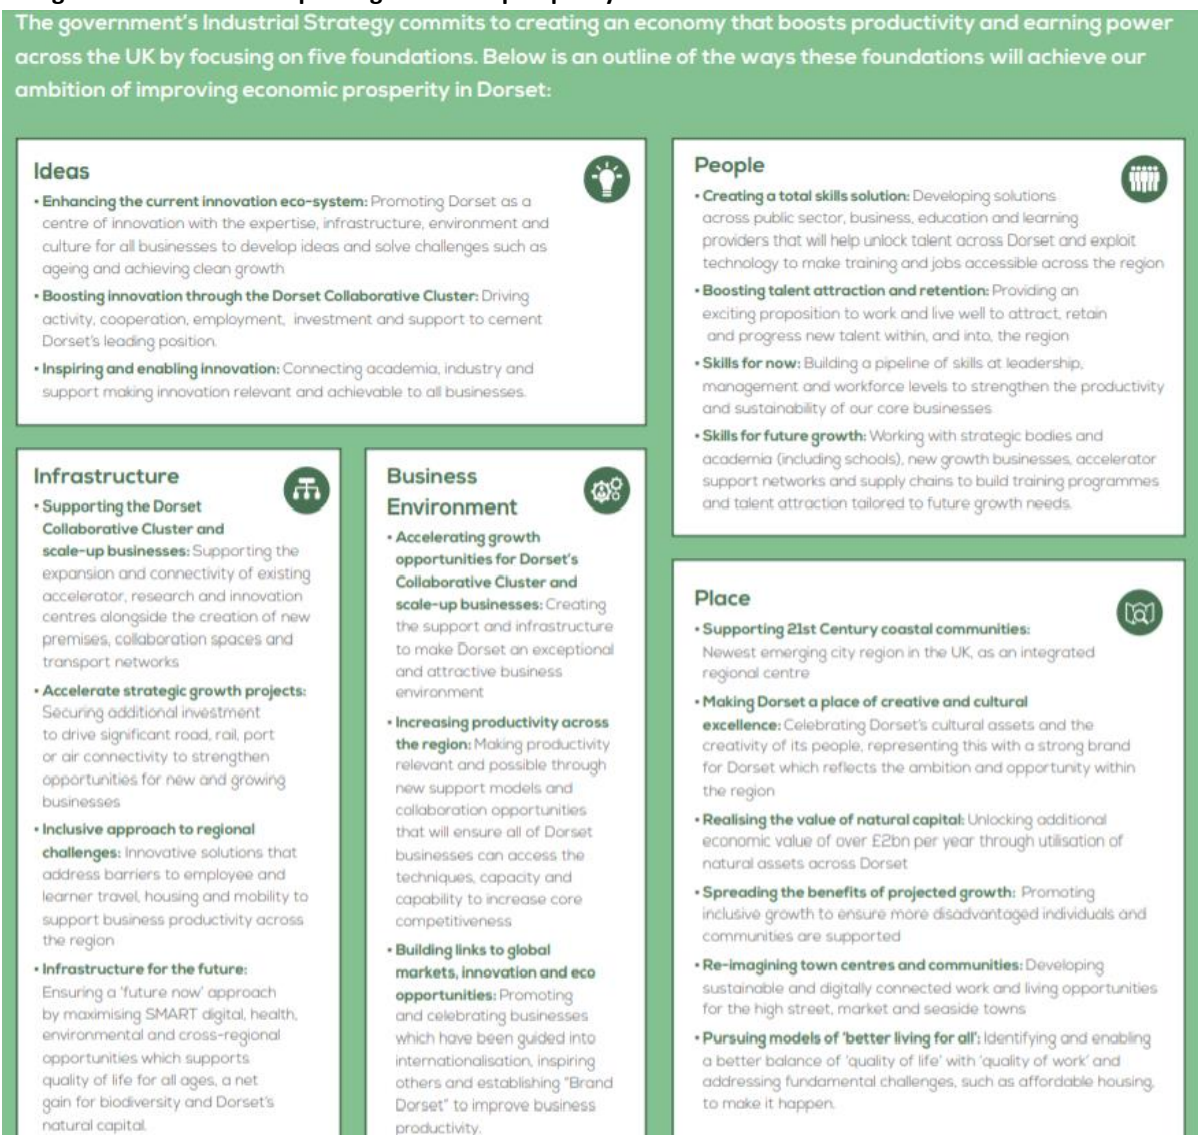 The government's Industrial Strategy commits to creating an economy that boosts productivity and earning power
across the UK by focusing on five foundations. Below is an outline of the ways these foundations will achieve our
ambition of improving economic prosperity in Dorset:
Ideas
• Enhancing the current innovation eco-system: Promoting Dorset as a
centre of innovation with the expertise, infrastructure, environment and
culture for all businesses to develop ideas and solve challenges such as
ageing and achieving clean growth
• Boosting innovation through the Dorset Collaborative Cluster: Driving
activity, cooperation, employment, investment and support to cement
Dorset's leading position.
• Inspiring and enabling innovation: Connecting academia, industry and
support making innovation relevant and achievable to all businesses.
People
• Creating a total skills solution: Developing solutions
across public sector, business, education and learning
providers that will help unlock talent across Dorset and exploit
technology to make training and jobs accessible across the region
• Boosting talent attraction and retention: Providing an
exciting proposition to work and live well to attract, retain
and progress new talent within, and into, the region
• Skills for now: Building a pipeline of skills at leadership,
management and workforce levels to strengthen the productivity
and sustainability of our core businesses
• Skills for future growth: Working with strategic bodies and
academia (including schools), new growth businesses, accelerator
support networks and supply chains to build training programmes
and talent attraction tailored to future growth needs.
Infrastructure
• Supporting the Dorset
Collaborative Cluster and
scale-up businesses: Supporting the
expansion and connectivity of existing
accelerator, research and innovation
centres alongside the creation of new
premises, collaboration spaces and
transport networks
• Accelerate strategic growth projects:
Securing additional investment
to drive significant road, rail, port
or air connectivity to strengthen
opportunities for new and growing
businesses
• Inclusive approach to regional
challenges: Innovative solutions that
address barriers to employee and
learner travel, housing and mobility to
support business productivity across
the region
• Infrastructure for the future:
Ensuring a 'future now' approach
by maximising SMART digital, health,
environmental and cross-regional
opportunities which supports
quality of life for all ages, a net
gain for biodiversity and Dorset's
natural capital.
Business
Environment
• Accelerating growth
opportunities for Dorset's
Collaborative Cluster and
scale-up businesses: Creating
the support and infrastructure
to make Dorset an exceptional
and attractive business
environment
• Increasing productivity across
the region: Making productivity
relevant and possible through
new support models and
collaboration opportunities
that will ensure all of Dorset
businesses can access the
techniques, capacity and
capability to increase core
competitiveness
• Building links to global
markets, innovation and eco
opportunities: Promoting
and celebrating businesses
which have been guided into
internationalisation, inspiring
others and establishing "Brand
Dorset" to improve business
productivity.
Place
• Supporting 21st Century coastal communities:
Newest emerging city region in the UK, as an integrated
regional centre
• Making Dorset a place of creative and cultural
excellence: Celebrating Dorset's cultural assets and the
creativity of its people, representing this with a strong brand
for Dorset which reflects the ambition and opportunity within
the region
• Realising the value of natural capital: Unlocking additional
economic value of over £2bn per year through utilisation of
natural assets across Dorset
• Spreading the benefits of projected growth: Promoting
inclusive growth to ensure more disadvantaged individuals and
communities are supported
• Re-imagining town centres and communities: Developing
sustainable and digitally connected work and living opportunities
for the high street, market and seaside towns
• Pursuing models of 'better living for all': Identifying and enabling
a better balance of 'quality of life' with 'quality of work' and
addressing fundamental challenges, such as affordable housing,
to make it happen.